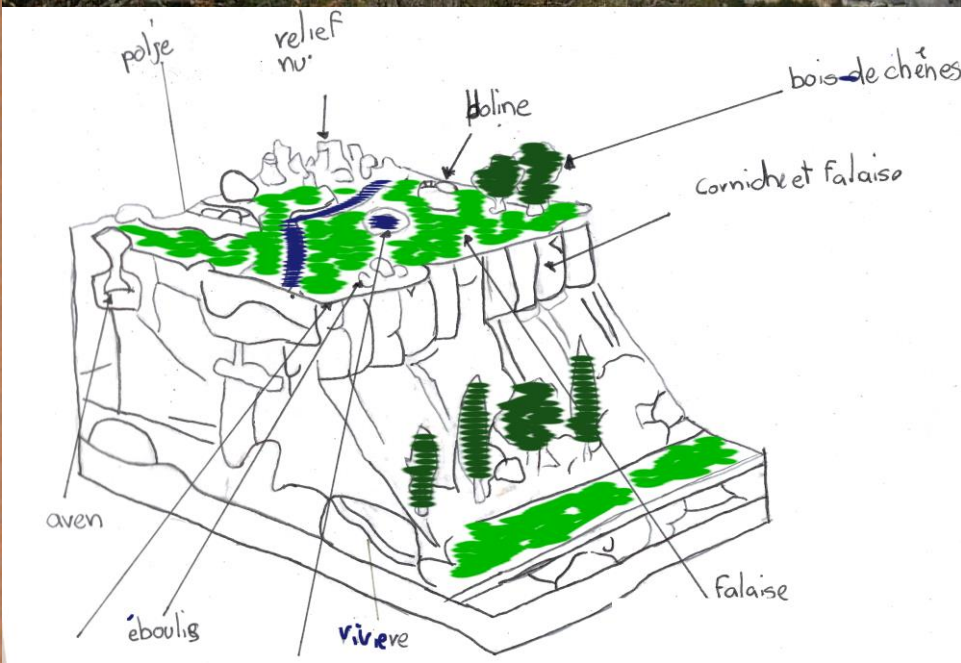 polje
relief
nu.
doline
bois de chênes
corniche et falaise
aven
éboulis
rivière
falaise